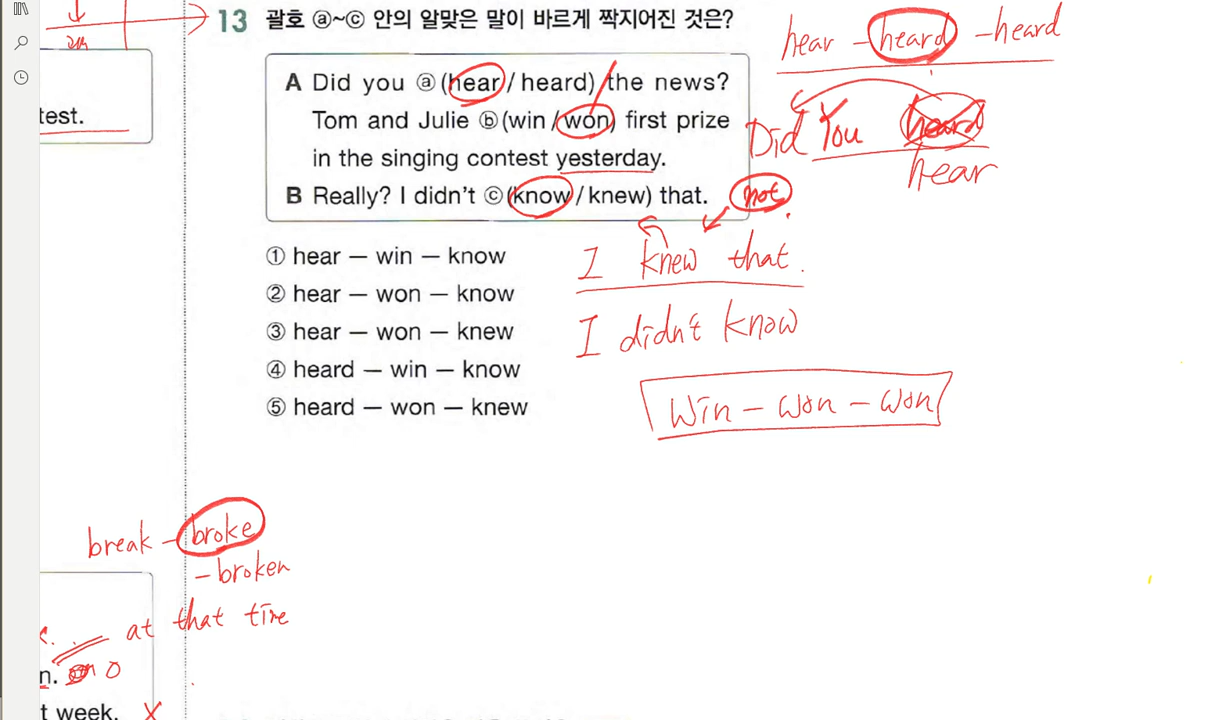 test.
13 괄호 ⓐ~ⓒ 안의 알맞은 말이 바르게 짝지어진 것은?
A Did you ⓐ (hear / heard) the news?
Tom and Julie ⓑ (win / won) first prize
in the singing contest yesterday.
B Really? I didn't ⓒ (know / knew) that.
① hear – win – know
② hear – won – know
③ hear – won – knew
④ heard – win – know
⑤ heard – won – knew
hear – heard – heard
Did You heard
hear
not
I knew that.
I didn't know
Win – won – won
break – broke
– broken
at that time
n. O
t week. X